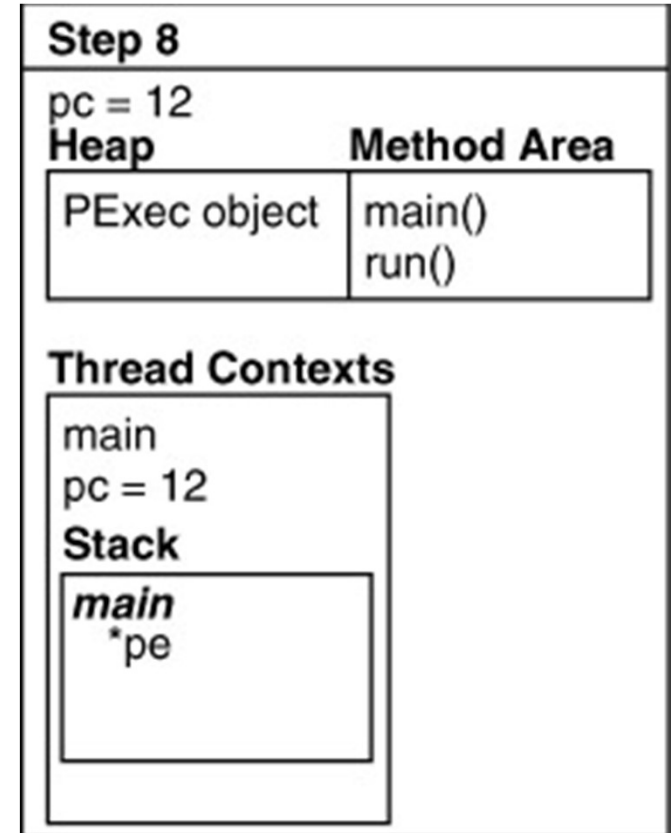 Step 8
pc = 12
Heap Method Area
PExec object main()
run()
Thread Contexts
main
pc = 12
Stack
main
*pe